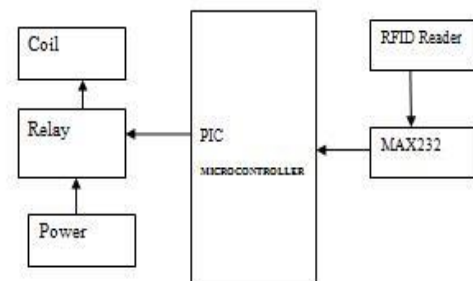 Coil
RFID Reader
Relay
PIC
MICROCONTROLLER
MAX232
Power